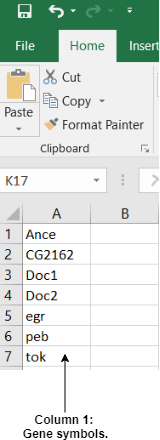 File Home Insert
Cut
Copy
Paste
Format Painter
Clipboard
K17
A B
1 Ance
2 CG2162
3 Doc1
4 Doc2
5 egr
6 peb
7 tok
Column 1:
Gene symbols.